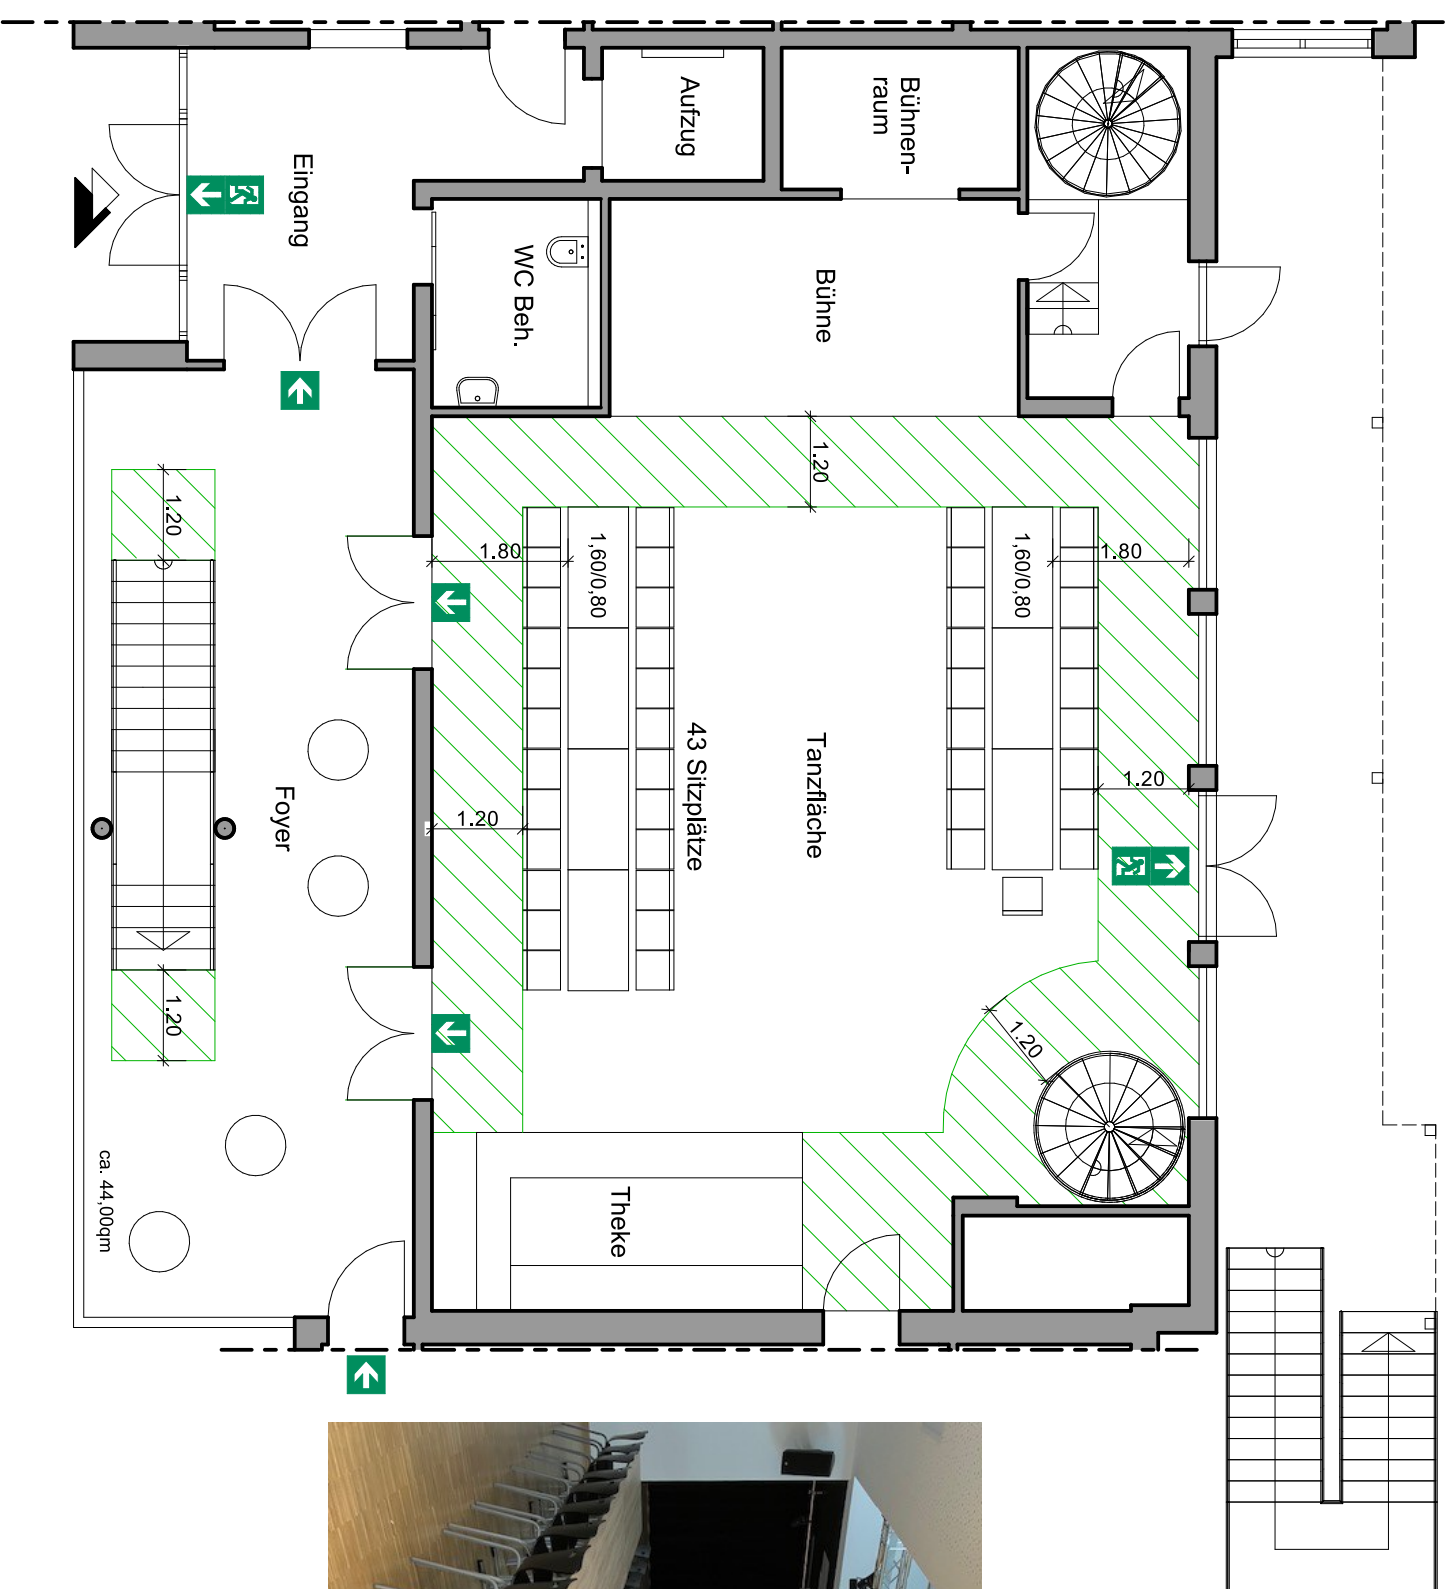 Aufzug
Bühnen-
raum
Eingang
WC Beh.
Bühne
1.20
1.20
1.80
1,60/0,80
1,60/0,80
1.80
43 Sitzplätze
Tanzfläche
1.20
1.20
Foyer
1.20
1.20
ca. 44,00qm
Theke